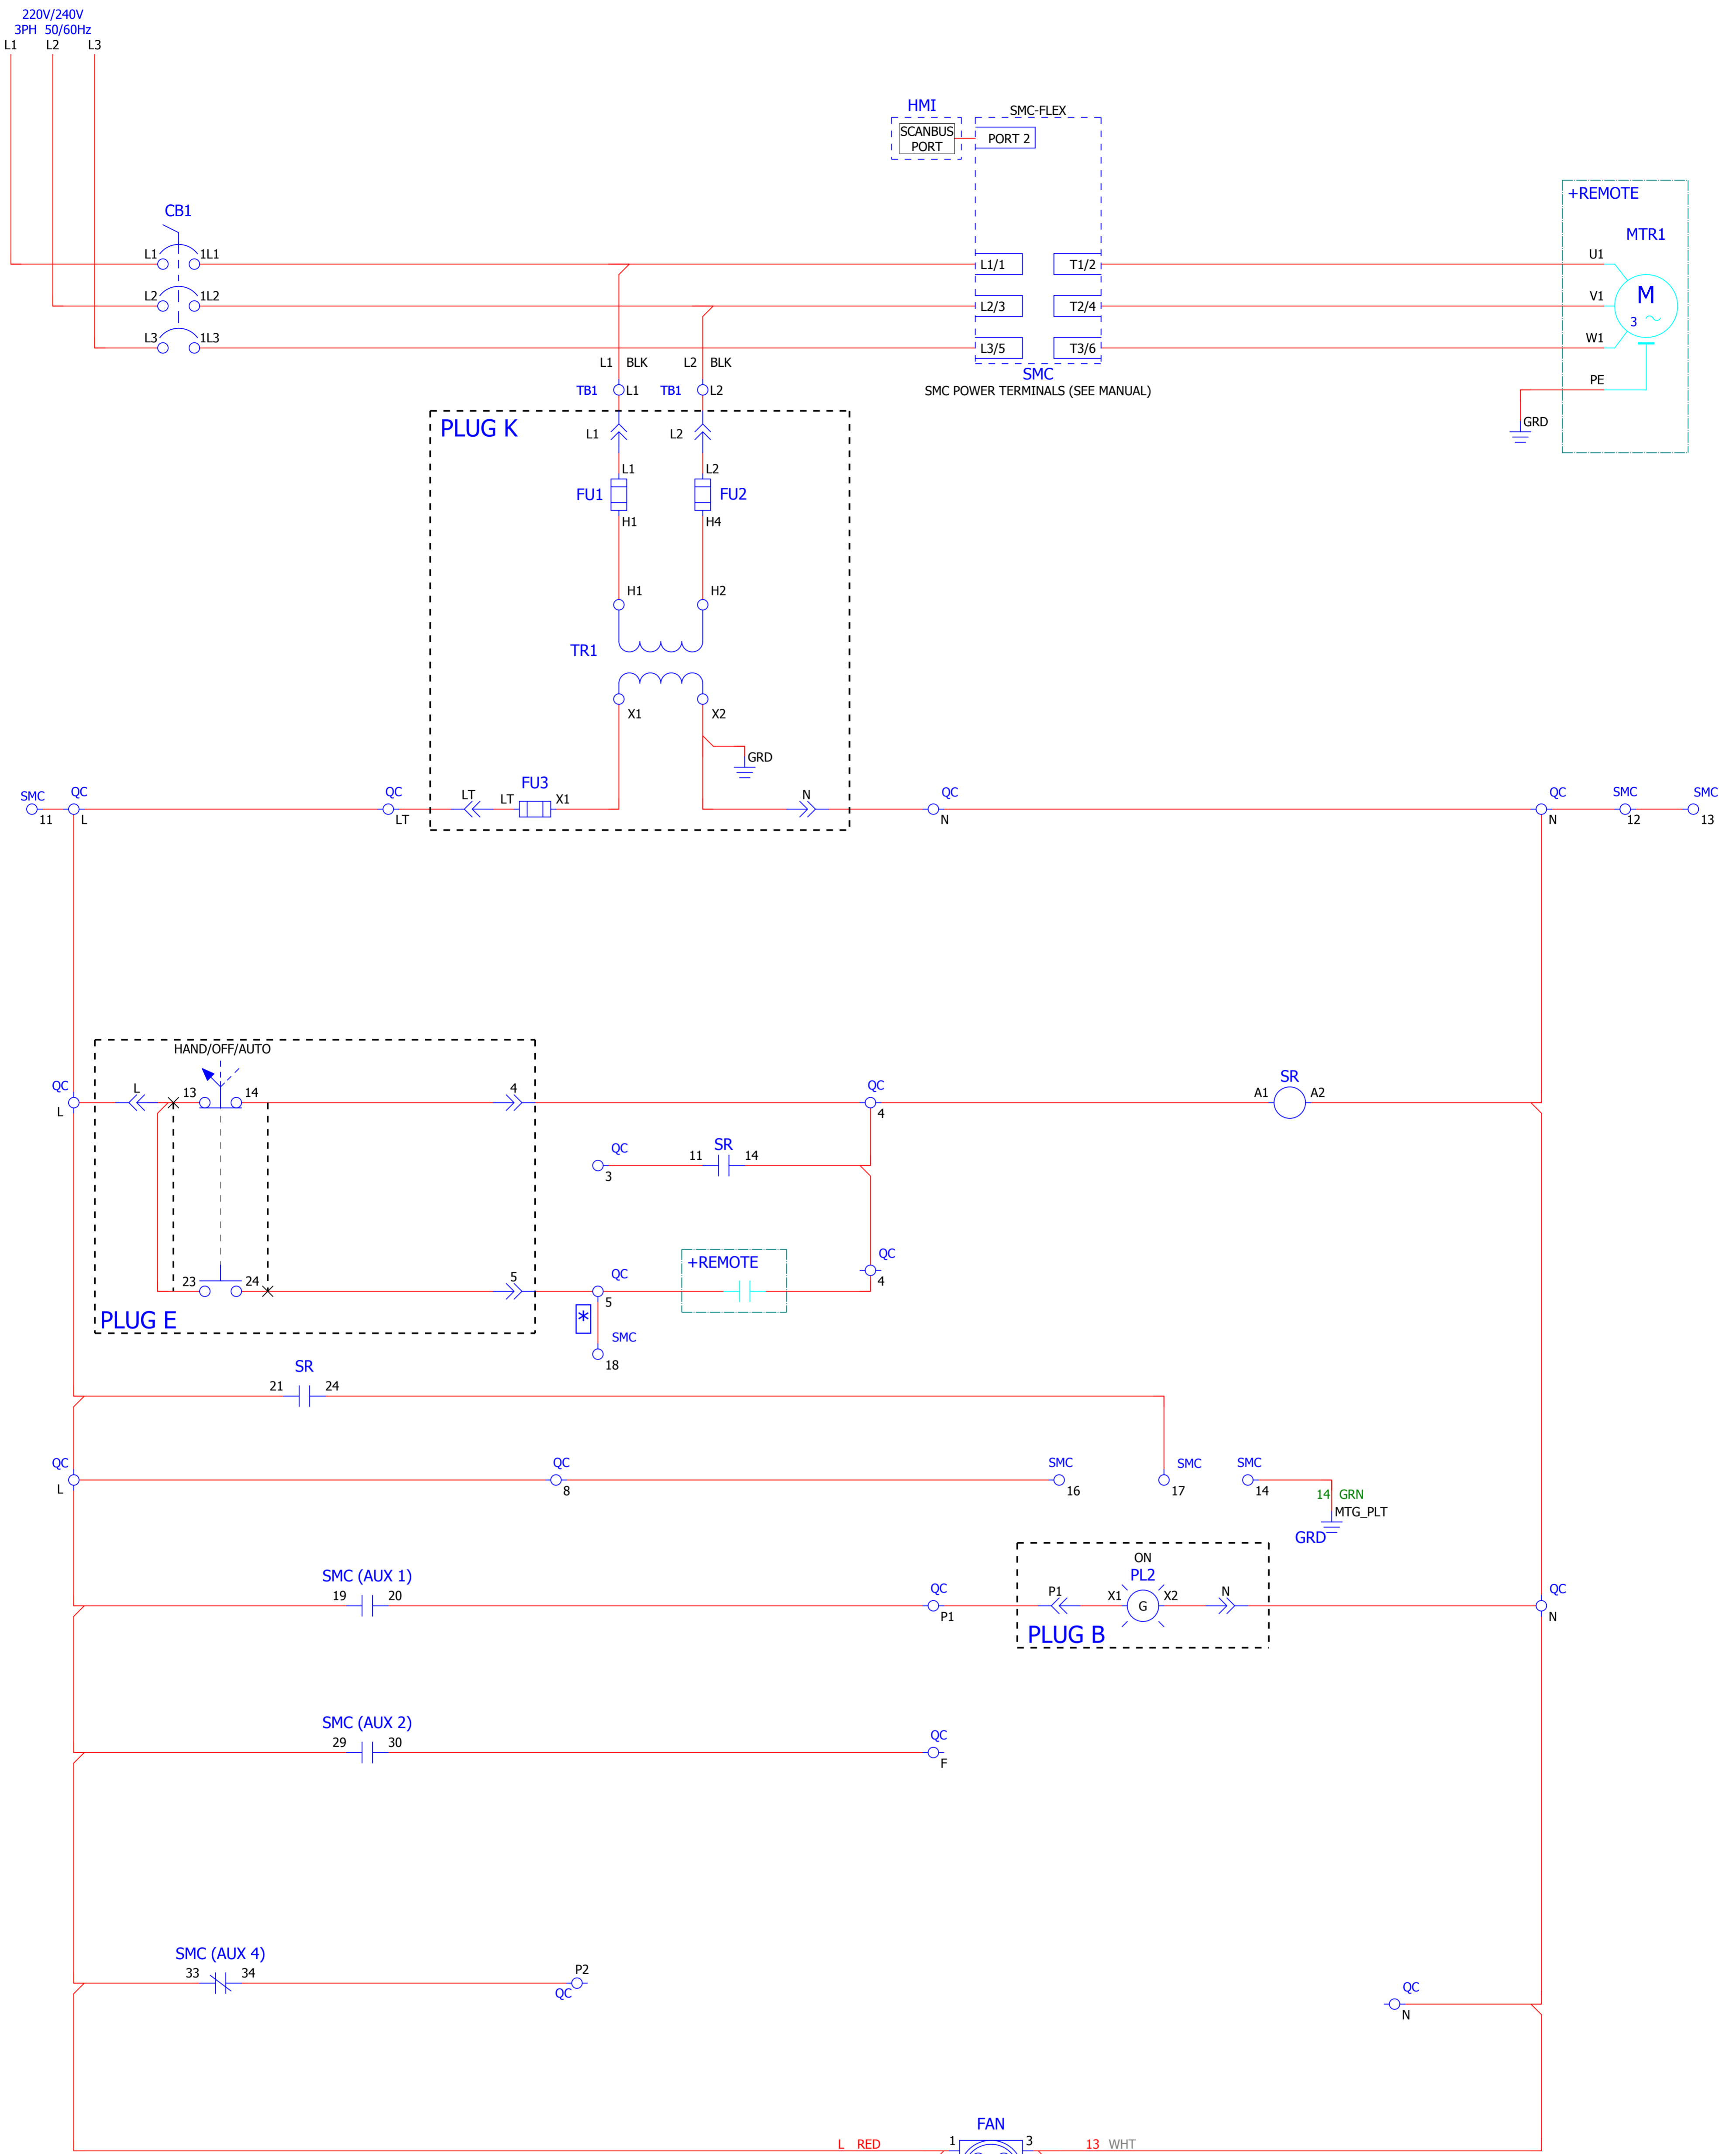 220V/240V
3PH 50/60Hz
L1 L2 L3
HMI
SMC-FLEX
SCANBUS
PORT
PORT 2
+REMOTE
CB1
MTR1
L1 1L1
L1/1 T1/2
U1
L2 1L2
L2/3 T2/4
V1
M
3
L3 1L3
L3/5 T3/6
W1
L1 BLK L2 BLK
SMC
PE
TB1 L1 TB1 L2
SMC POWER TERMINALS (SEE MANUAL)
GRD
PLUG K
L1 L2
L1 L2
FU1 FU2
H1 H4
H1 H2
TR1
X1 X2
GRD
FU3
SMC QC QC LT LT X1 N QC QC SMC SMC
11 L LT N N 12 13
HAND/OFF/AUTO
QC L 13 14 4 QC SR
L 4 A1 A2
QC SR
11 14
3
+REMOTE
QC
4
23 24 5 QC
5
PLUG E
*
SMC
18
SR
21 24
QC QC SMC SMC SMC
L 8 16 17 14
14 GRN
MTG_PLT
GRD
ON
SMC (AUX 1) PL2
19 20 QC P1 X1 G X2 N QC
P1 N
PLUG B
SMC (AUX 2)
29 30 QC
F
SMC (AUX 4)
33 34 P2
QC
QC
N
FAN
L RED 1 3 13 WHT